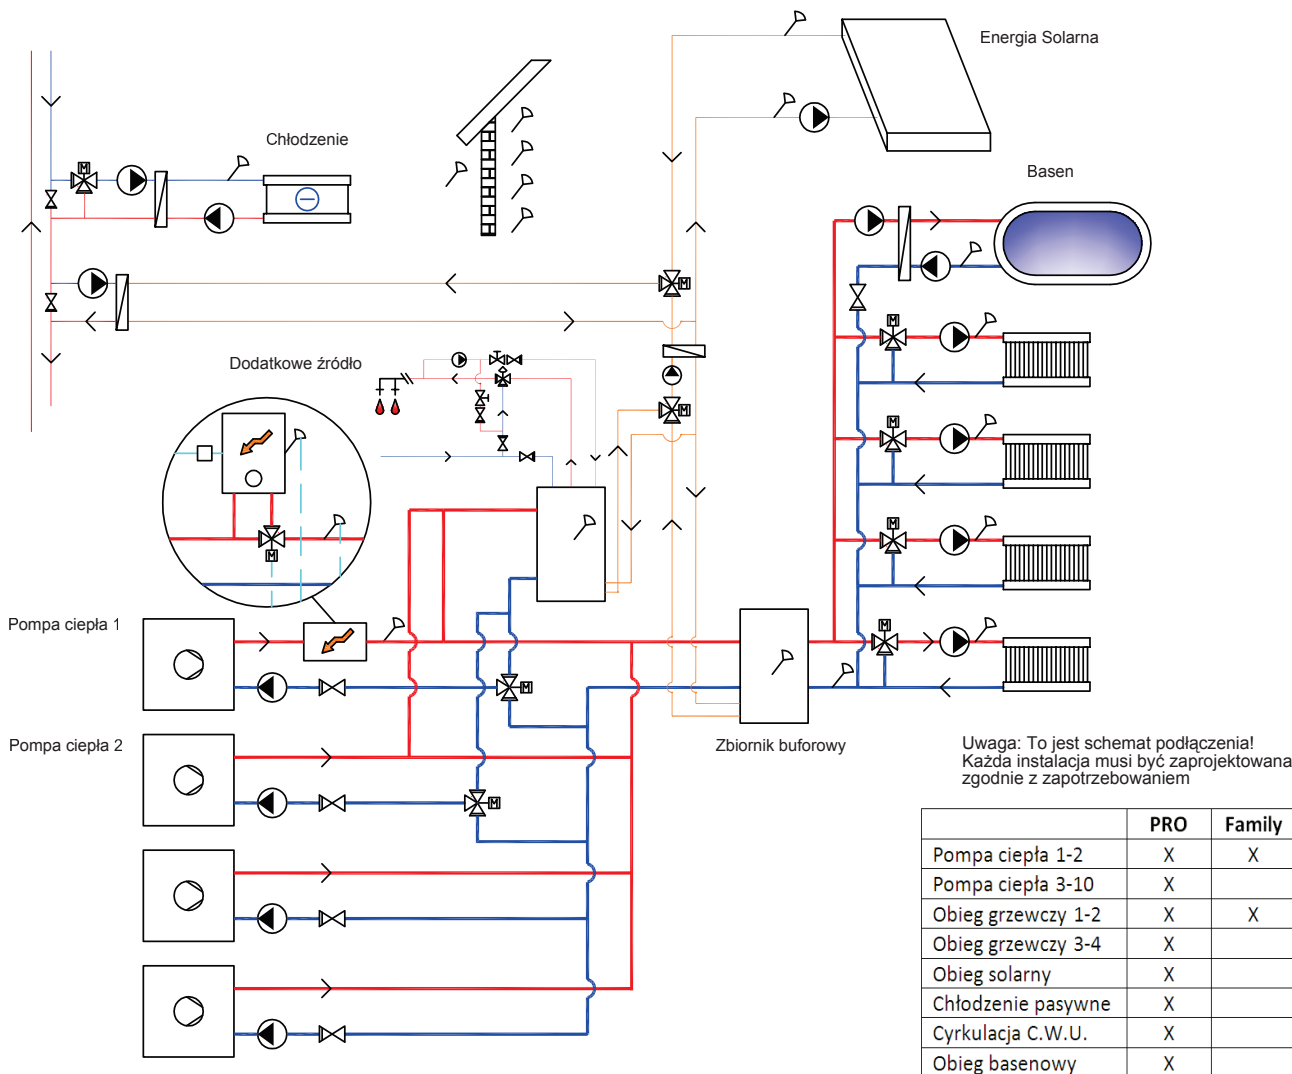 Energia Solarna
Chłodzenie
M
Basen
M
M
Dodatkowe źródło
M
M
M
M
M
Pompa ciepła 1
M
M
Pompa ciepła 2
Zbiornik buforowy
M
Uwaga: To jest schemat podłączenia!
Każda instalacja musi być zaprojektowana
zgodnie z zapotrzebowaniem
PRO Family
Pompa ciepła 1-2 X X
Pompa ciepła 3-10 X
Obieg grzewczy 1-2 X X
Obieg grzewczy 3-4 X
Obieg solarny X
Chłodzenie pasywne X
Cyrkulacja C.W.U. X
Obieg basenowy X